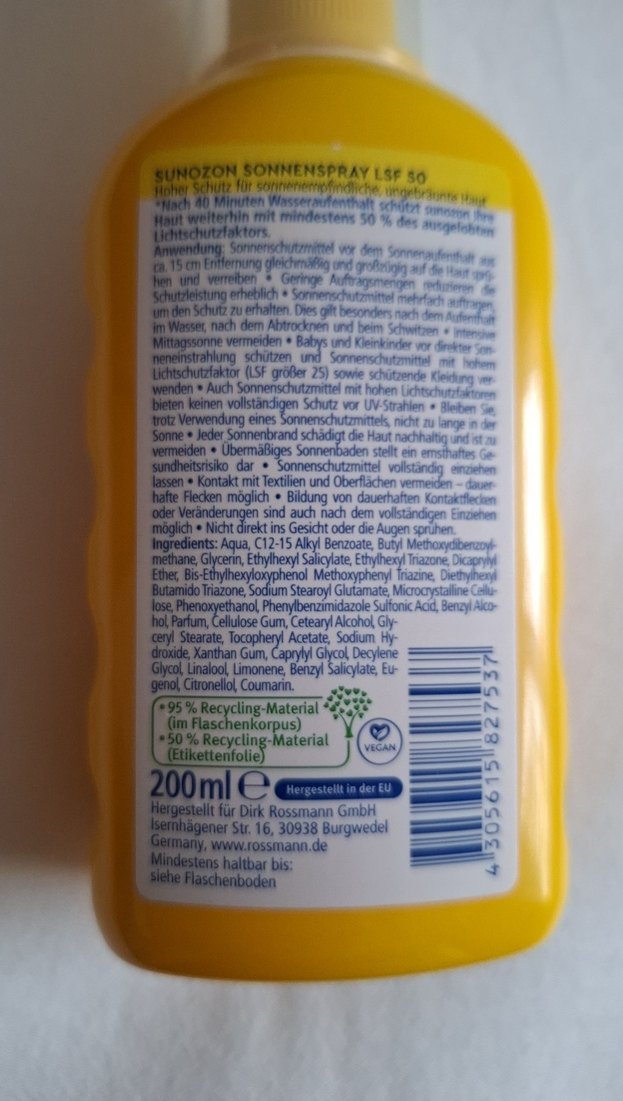 SUNOZON SONNENSPRAY LSF 50
Hoher Schutz für sonnenempfindliche, ungebräunte Haut
*Nach 40 Minuten Wasseraufenthalt schützt sunozon Ihre
Haut weiterhin mit mindestens 50 % des ausgelobten
Lichtschutzfaktors.
Anwendung: Sonnenschutzmittel vor dem Sonnenaufenthalt aus
ca. 15 cm Entfernung gleichmäßig und großzügig auf die Haut sprü-
hen und verreiben • Geringe Auftragsmengen reduzieren die
Schutzleistung erheblich • Sonnenschutzmittel mehrfach auftragen,
um den Schutz zu erhalten. Dies gilt besonders nach dem Aufenthalt
im Wasser, nach dem Abtrocknen und beim Schwitzen • Intensive
Mittagssonne vermeiden • Babys und Kleinkinder vor direkter Son-
neneinstrahlung schützen und Sonnenschutzmittel mit hohem
Lichtschutzfaktor (LSF größer 25) sowie schützende Kleidung ver-
wenden • Auch Sonnenschutzmittel mit hohen Lichtschutzfaktoren
bieten keinen vollständigen Schutz vor UV-Strahlen • Bleiben Sie,
trotz Verwendung eines Sonnenschutzmittels, nicht zu lange in der
Sonne • Jeder Sonnenbrand schädigt die Haut nachhaltig und ist zu
vermeiden • Übermäßiges Sonnenbaden stellt ein ernsthaftes Ge-
sundheitsrisiko dar • Sonnenschutzmittel vollständig einziehen
lassen • Kontakt mit Textilien und Oberflächen vermeiden – dauer-
hafte Flecken möglich • Bildung von dauerhaften Kontaktflecken
oder Veränderungen sind auch nach dem vollständigen Einziehen
möglich • Nicht direkt ins Gesicht oder die Augen sprühen.
Ingredients: Aqua, C12-15 Alkyl Benzoate, Butyl Methoxydibenzoyl-
methane, Glycerin, Ethylhexyl Salicylate, Ethylhexyl Triazone, Dicaprylyl
Ether, Bis-Ethylhexyloxyphenol Methoxyphenyl Triazine, Diethylhexyl
Butamido Triazone, Sodium Stearoyl Glutamate, Microcrystalline Cellu-
lose, Phenoxyethanol, Phenylbenzimidazole Sulfonic Acid, Benzyl Alco-
hol, Parfum, Cellulose Gum, Cetearyl Alcohol, Gly-
ceryl Stearate, Tocopheryl Acetate, Sodium Hy-
droxide, Xanthan Gum, Caprylyl Glycol, Decylene
Glycol, Linalool, Limonene, Benzyl Salicylate, Eu-
genol, Citronellol, Coumarin.
• 95 % Recycling-Material
(im Flaschenkorpus)
• 50 % Recycling-Material
(Etikettenfolie)
VEGAN
200 ml ℮ Hergestellt in der EU
Hergestellt für Dirk Rossmann GmbH
Isernhägener Str. 16, 30938 Burgwedel
Germany, www.rossmann.de
Mindestens haltbar bis:
siehe Flaschenboden
4 305615 827537